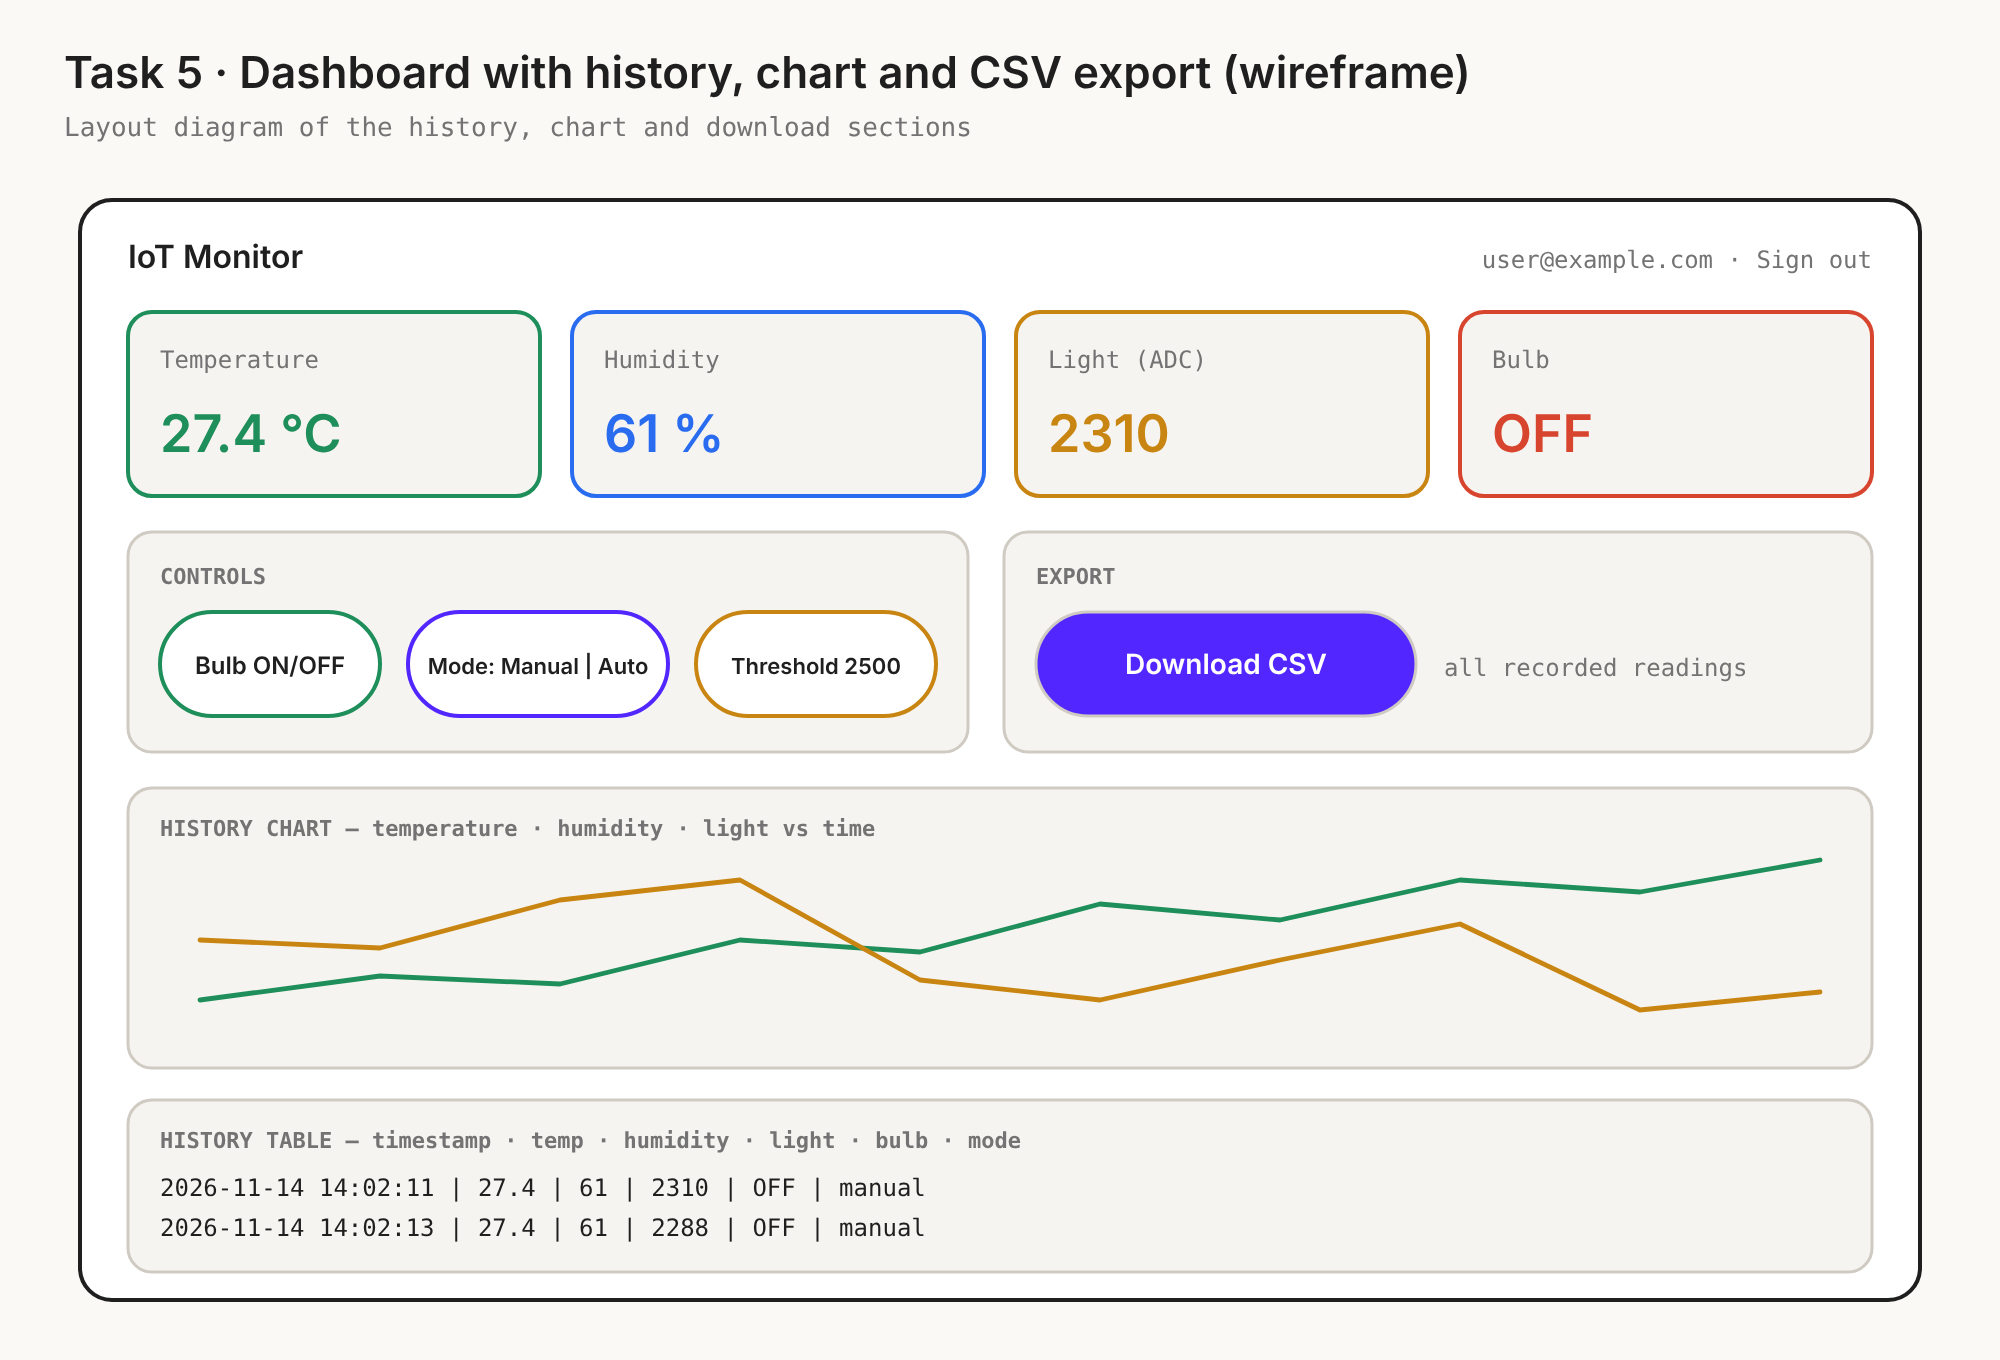 Task 5 · Dashboard with history, chart and CSV export (wireframe)
Layout diagram of the history, chart and download sections
IoT Monitor
user@example.com · Sign out
Temperature
27.4 °C
Humidity
61 %
Light (ADC)
2310
Bulb
OFF
CONTROLS
Bulb ON/OFF
Mode: Manual | Auto
Threshold 2500
EXPORT
Download CSV
all recorded readings
HISTORY CHART — temperature · humidity · light vs time
HISTORY TABLE — timestamp · temp · humidity · light · bulb · mode
2026-11-14 14:02:11 | 27.4 | 61 | 2310 | OFF | manual
2026-11-14 14:02:13 | 27.4 | 61 | 2288 | OFF | manual